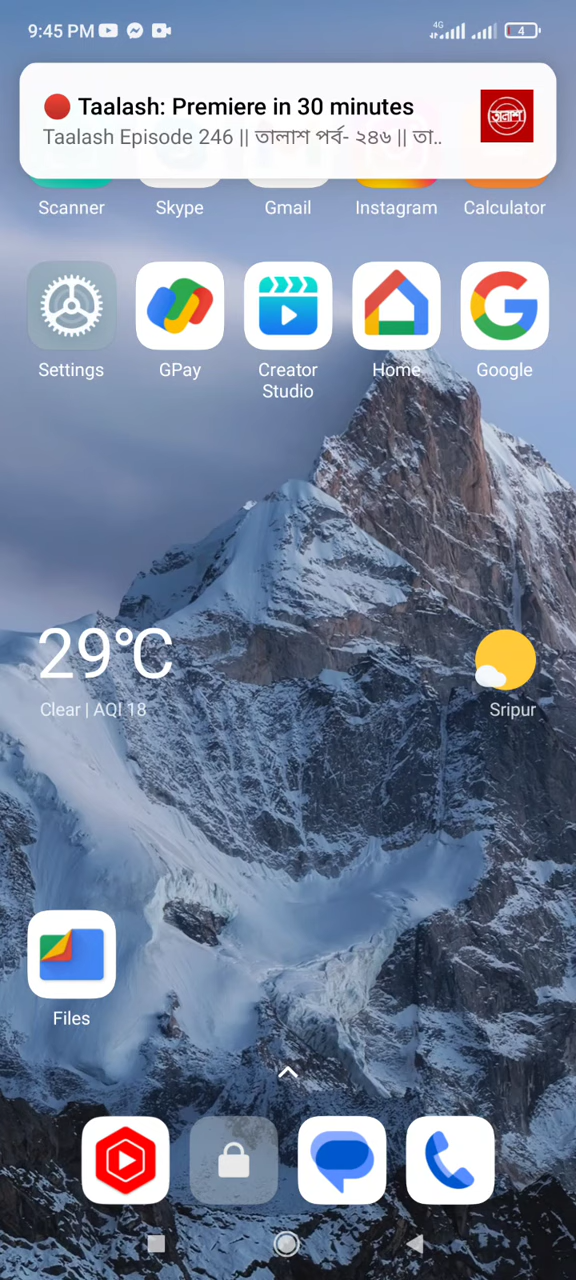 9:45 PM 4G 4
Taalash: Premiere in 30 minutes
Taalash Episode 246 || তালাশ পর্ব- ২৪৬ || তা..
তালাশ
Scanner Skype Gmail Instagram Calculator
Settings GPay Creator Studio Home Google
29°C
Clear | AQI 18 Sripur
Files